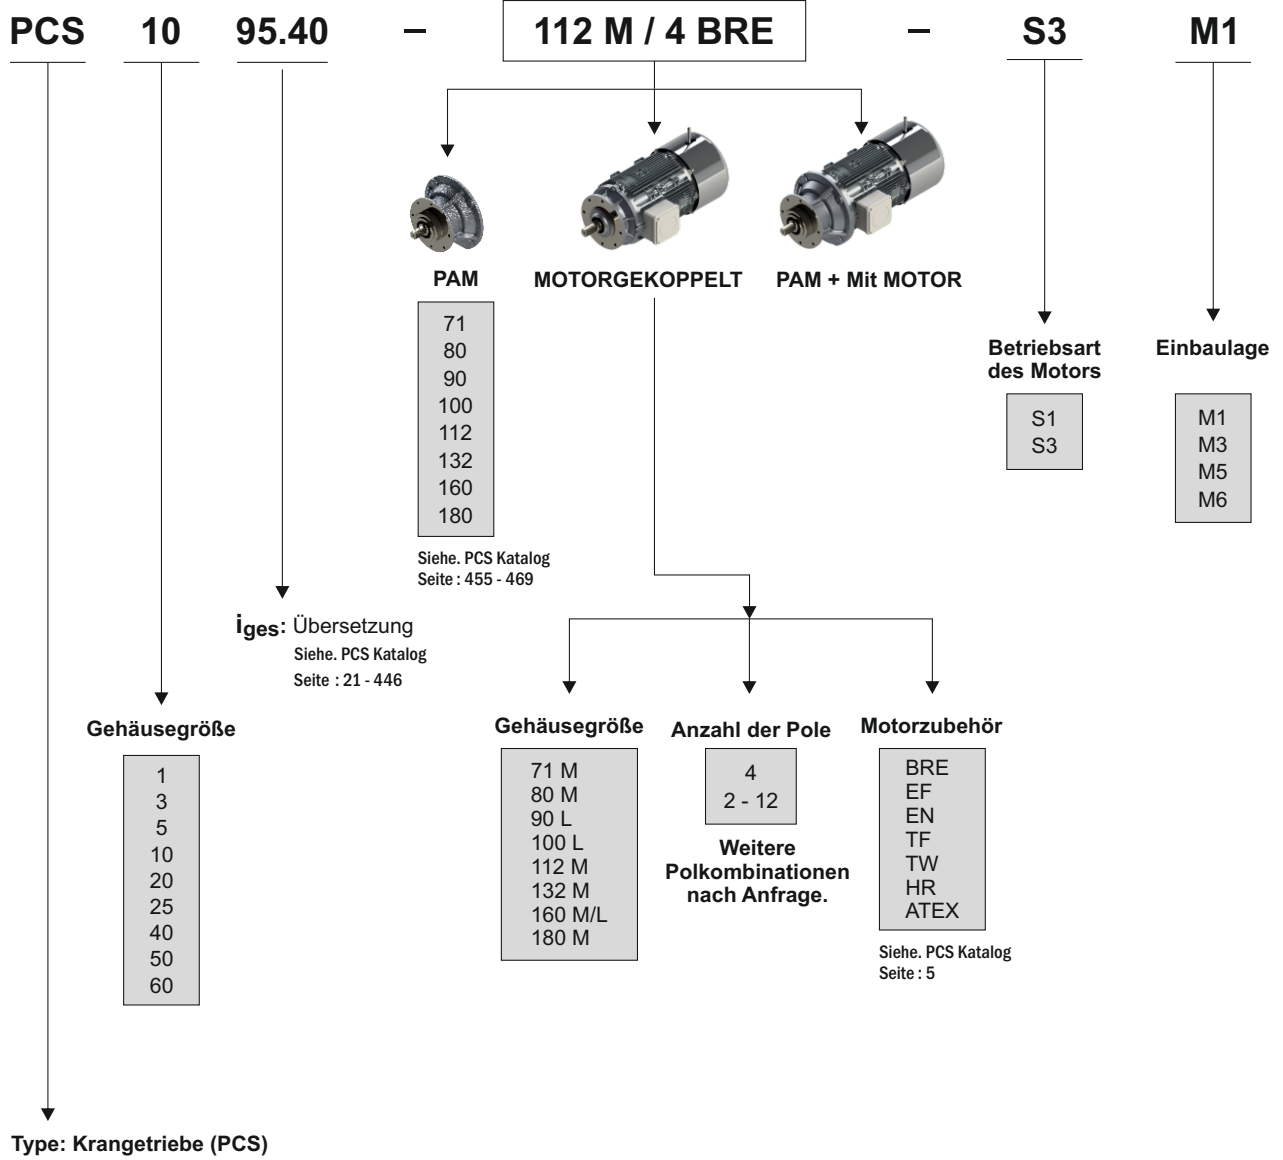 PCS 10 95.40 – 112 M / 4 BRE – S3 M1
PAM
71
80
90
100
112
132
160
180
Siehe. PCS Katalog
Seite : 455 - 469
MOTORGEKOPPELT
PAM + Mit MOTOR
Betriebsart
des Motors
S1
S3
Einbaulage
M1
M3
M5
M6
iges: Übersetzung
Siehe. PCS Katalog
Seite : 21 - 446
Gehäusegröße
1
3
5
10
20
25
40
50
60
Gehäusegröße
71 M
80 M
90 L
100 L
112 M
132 M
160 M/L
180 M
Anzahl der Pole
4
2 - 12
Weitere
Polkombinationen
nach Anfrage.
Motorzubehör
BRE
EF
EN
TF
TW
HR
ATEX
Siehe. PCS Katalog
Seite : 5
Type: Krangetriebe (PCS)